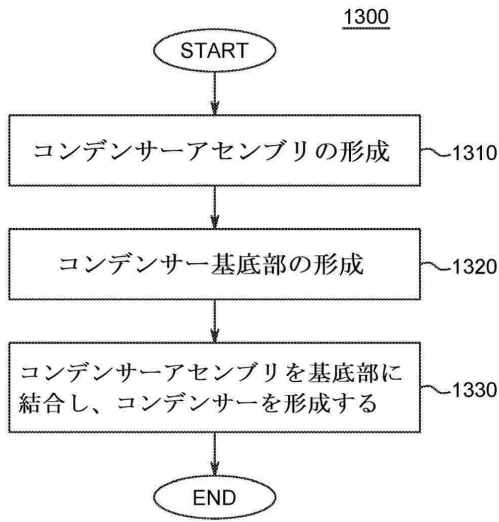 1300
START
コンデンサーアセンブリの形成
1310
コンデンサー基底部の形成
1320
コンデンサーアセンブリを基底部に
結合し、コンデンサーを形成する
1330
END